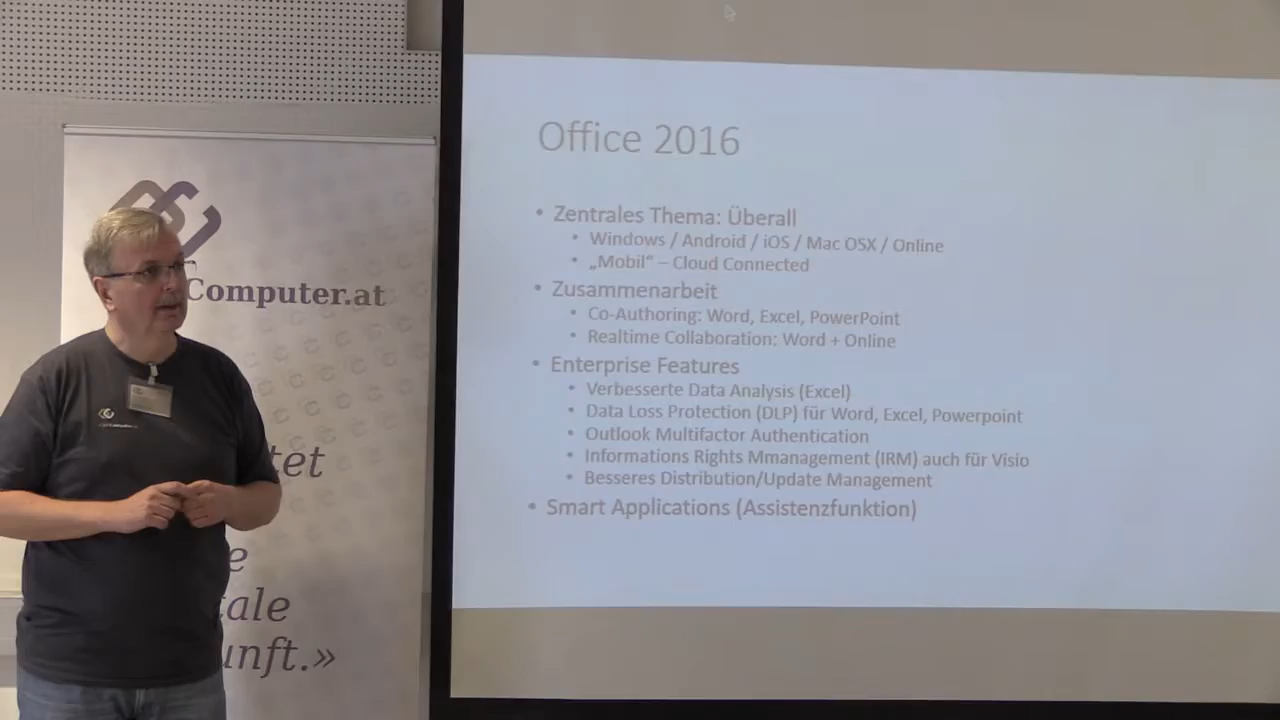 Computer.at
tet
e
tale
unft.»
Office 2016
• Zentrales Thema: Überall
• Windows / Android / iOS / Mac OSX / Online
• „Mobil“ – Cloud Connected
• Zusammenarbeit
• Co-Authoring: Word, Excel, PowerPoint
• Realtime Collaboration: Word + Online
• Enterprise Features
• Verbesserte Data Analysis (Excel)
• Data Loss Protection (DLP) für Word, Excel, Powerpoint
• Outlook Multifactor Authentication
• Informations Rights Mmanagement (IRM) auch für Visio
• Besseres Distribution/Update Management
• Smart Applications (Assistenzfunktion)